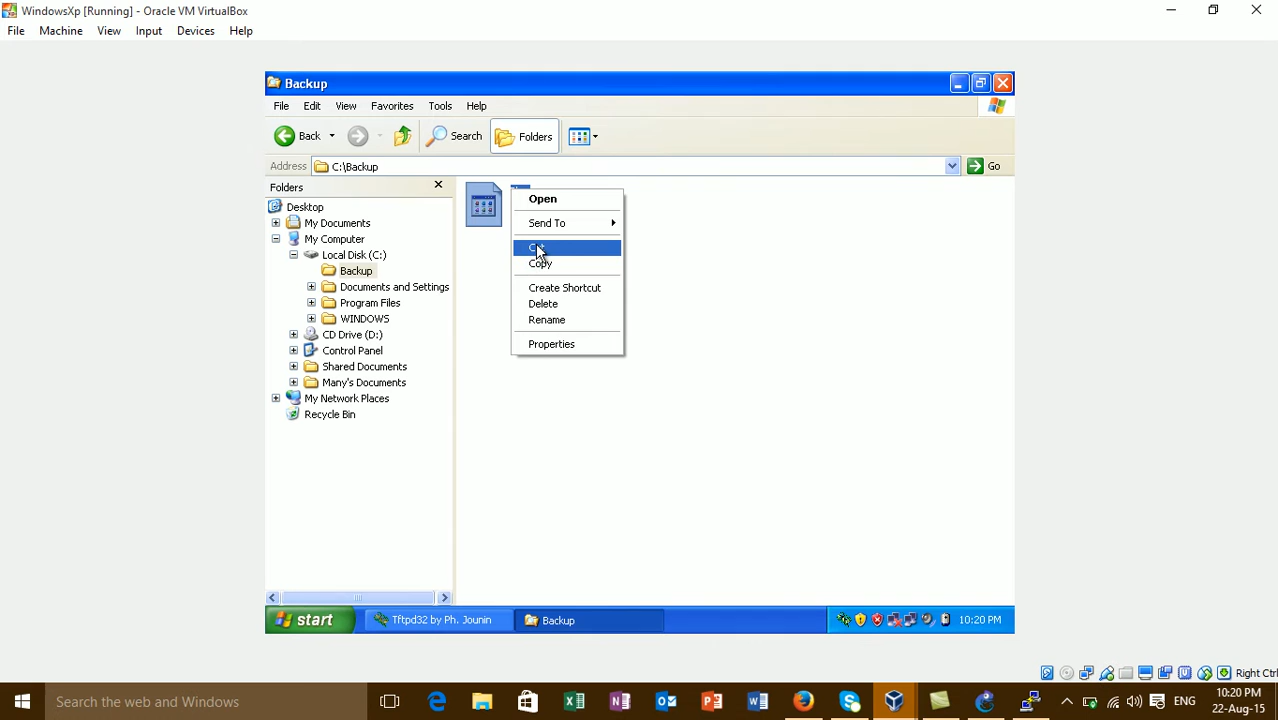 WindowsXp [Running] - Oracle VM VirtualBox
File Machine View Input Devices Help
Backup
File Edit View Favorites Tools Help
Back Search Folders
Address C:\Backup Go
Folders
Desktop
My Documents
My Computer
Local Disk (C:)
Backup
Documents and Settings
Program Files
WINDOWS
CD Drive (D:)
Control Panel
Shared Documents
Many's Documents
My Network Places
Recycle Bin
Open
Send To
Copy
Create Shortcut
Delete
Rename
Properties
start Tftpd32 by Ph. Jounin Backup 10:20 PM
Right Ctrl
Search the web and Windows
ENG
10:20 PM
22-Aug-15